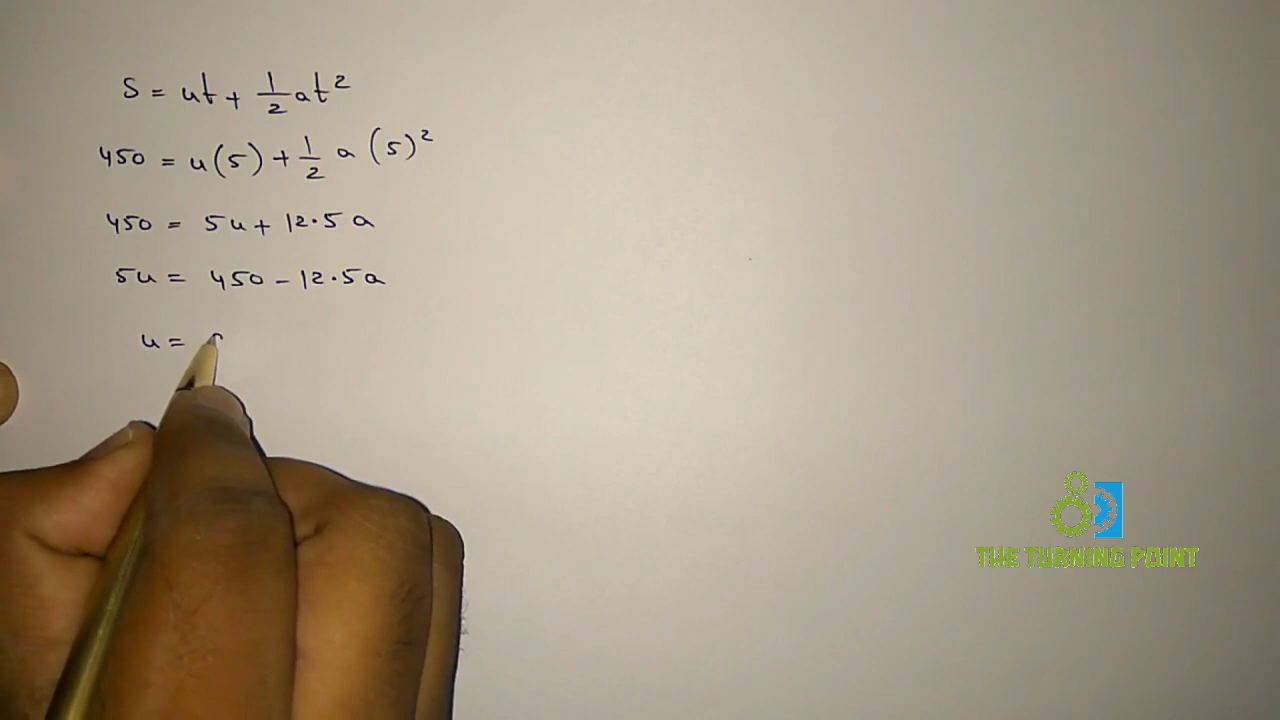 S = ut + 1/2 at²
450 = u(5) + 1/2 a (5)²
450 = 5u + 12.5 a
5u = 450 - 12.5a
u =
THE TURNING POINT